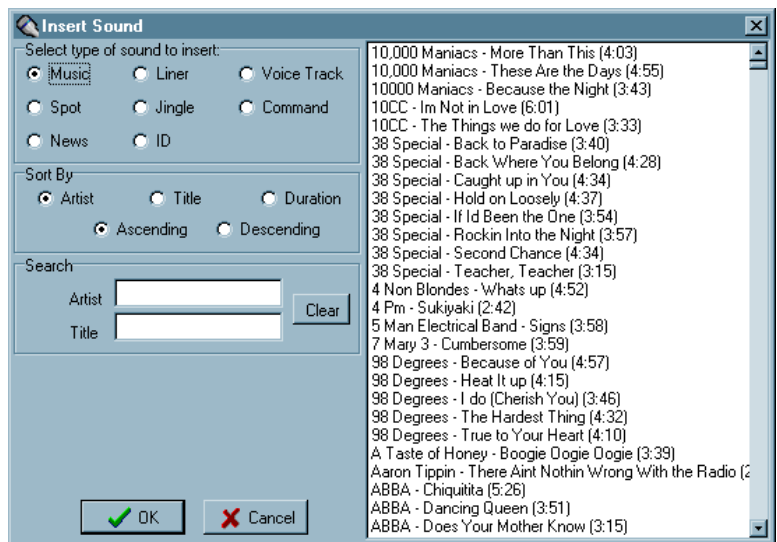 Insert Sound
Select type of sound to insert:
Music Liner Voice Track
Spot Jingle Command
News ID
Sort By
Artist Title Duration
Ascending Descending
Search
Artist
Clear
Title
OK Cancel
10,000 Maniacs - More Than This (4:03)
10,000 Maniacs - These Are the Days (4:55)
10000 Maniacs - Because the Night (3:43)
10CC - Im Not in Love (6:01)
10CC - The Things we do for Love (3:33)
38 Special - Back to Paradise (3:40)
38 Special - Back Where You Belong (4:28)
38 Special - Caught up in You (4:34)
38 Special - Hold on Loosely (4:37)
38 Special - If Id Been the One (3:54)
38 Special - Rockin Into the Night (3:57)
38 Special - Second Chance (4:34)
38 Special - Teacher, Teacher (3:15)
4 Non Blondes - Whats up (4:52)
4 Pm - Sukiyaki (2:42)
5 Man Electrical Band - Signs (3:58)
7 Mary 3 - Cumbersome (3:59)
98 Degrees - Because of You (4:57)
98 Degrees - Heat It up (4:15)
98 Degrees - I do (Cherish You) (3:46)
98 Degrees - The Hardest Thing (4:32)
98 Degrees - True to Your Heart (4:10)
A Taste of Honey - Boogie Oogie Oogie (3:39)
Aaron Tippin - There Aint Nothin Wrong With the Radio (2
ABBA - Chiquitita (5:26)
ABBA - Dancing Queen (3:51)
ABBA - Does Your Mother Know (3:15)